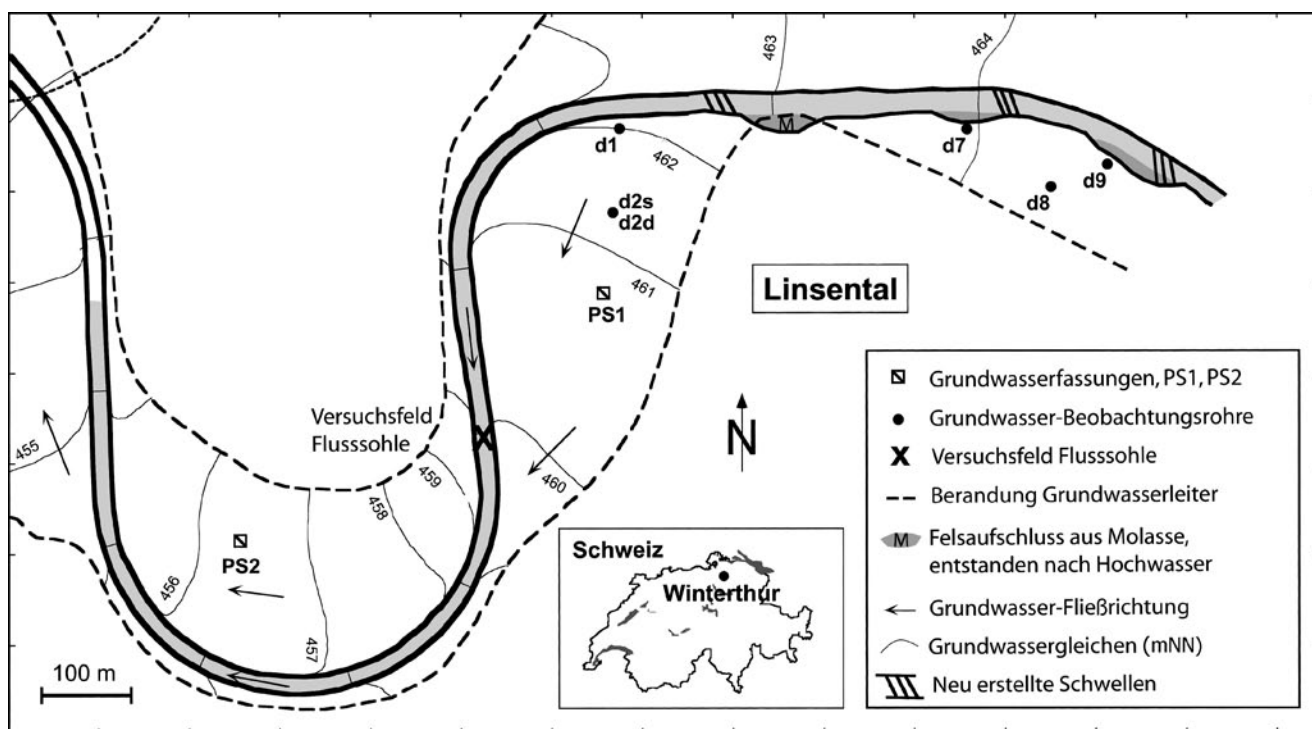 463
464
M
d1
462
d7
d9
d8
d2s
d2d
461
PS1
Linsental
Grundwasserfassungen, PS1, PS2
Grundwasser-Beobachtungsrohre
X Versuchsfeld Flusssohle
Berandung Grundwasserleiter
M Felsaufschluss aus Molasse,
entstanden nach Hochwasser
Grundwasser-Fließrichtung
Grundwassergleichen (mNN)
Neu erstellte Schwellen
N
Versuchsfeld
Flusssohle
X
455
459
460
458
PS2
456
457
Schweiz
Winterthur
100 m